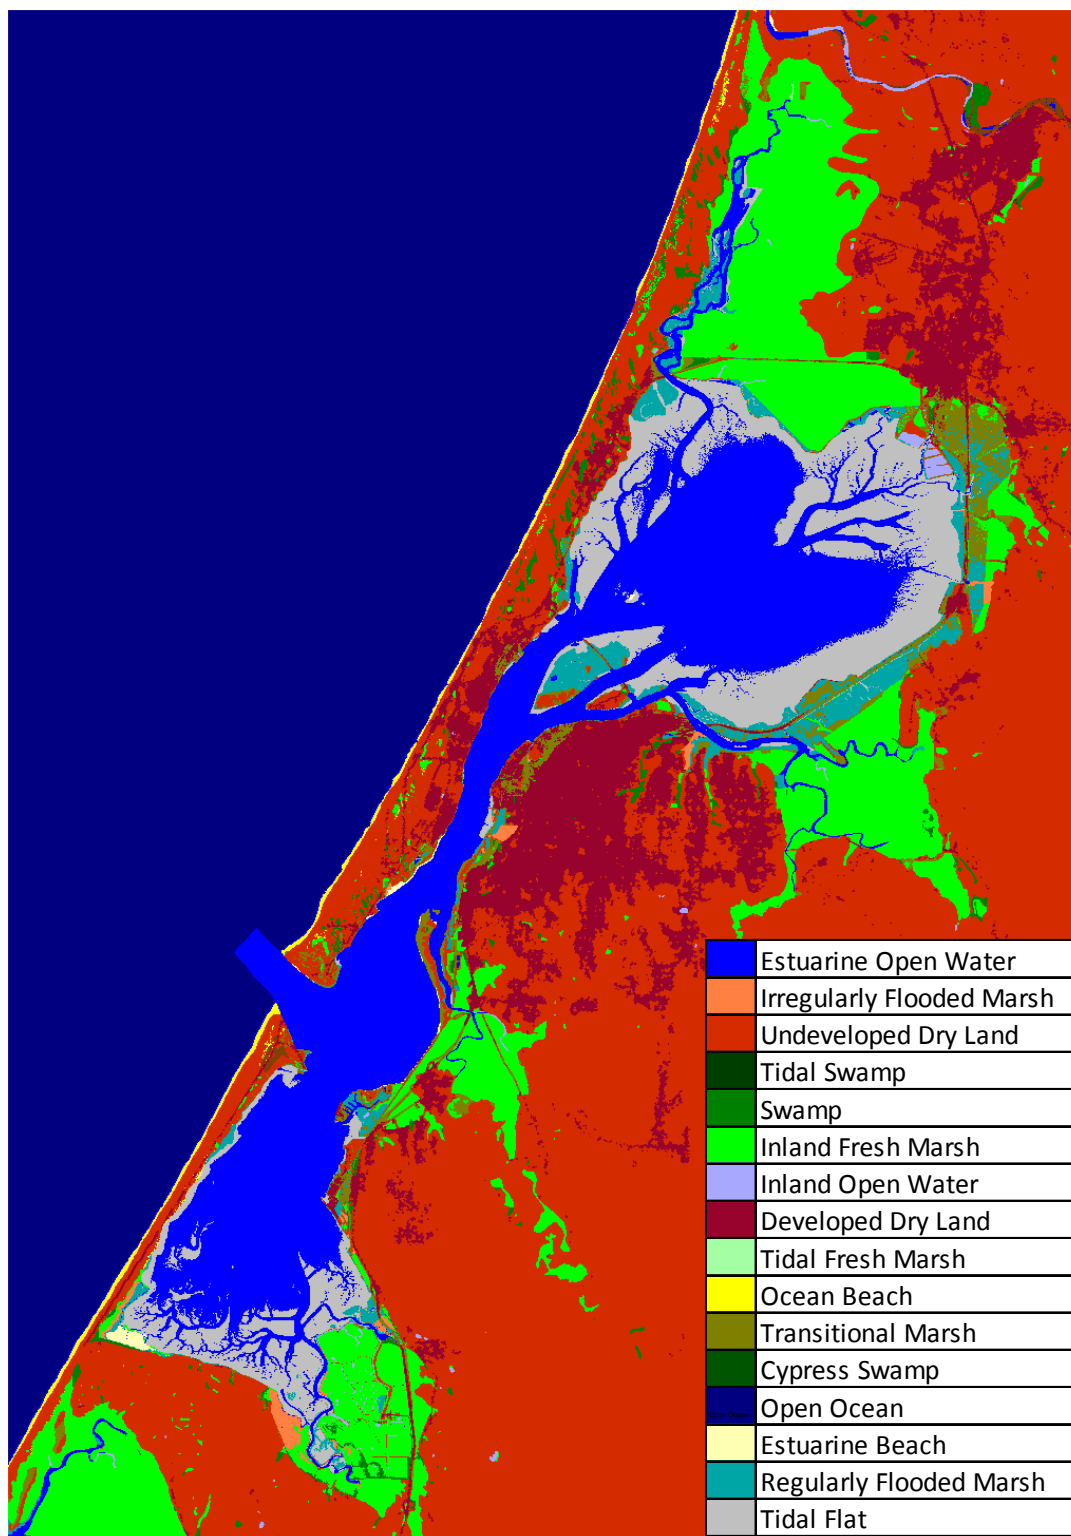 Estuarine Open Water
Irregularly Flooded Marsh
Undeveloped Dry Land
Tidal Swamp
Swamp
Inland Fresh Marsh
Inland Open Water
Developed Dry Land
Tidal Fresh Marsh
Ocean Beach
Transitional Marsh
Cypress Swamp
Open Ocean
Estuarine Beach
Regularly Flooded Marsh
Tidal Flat